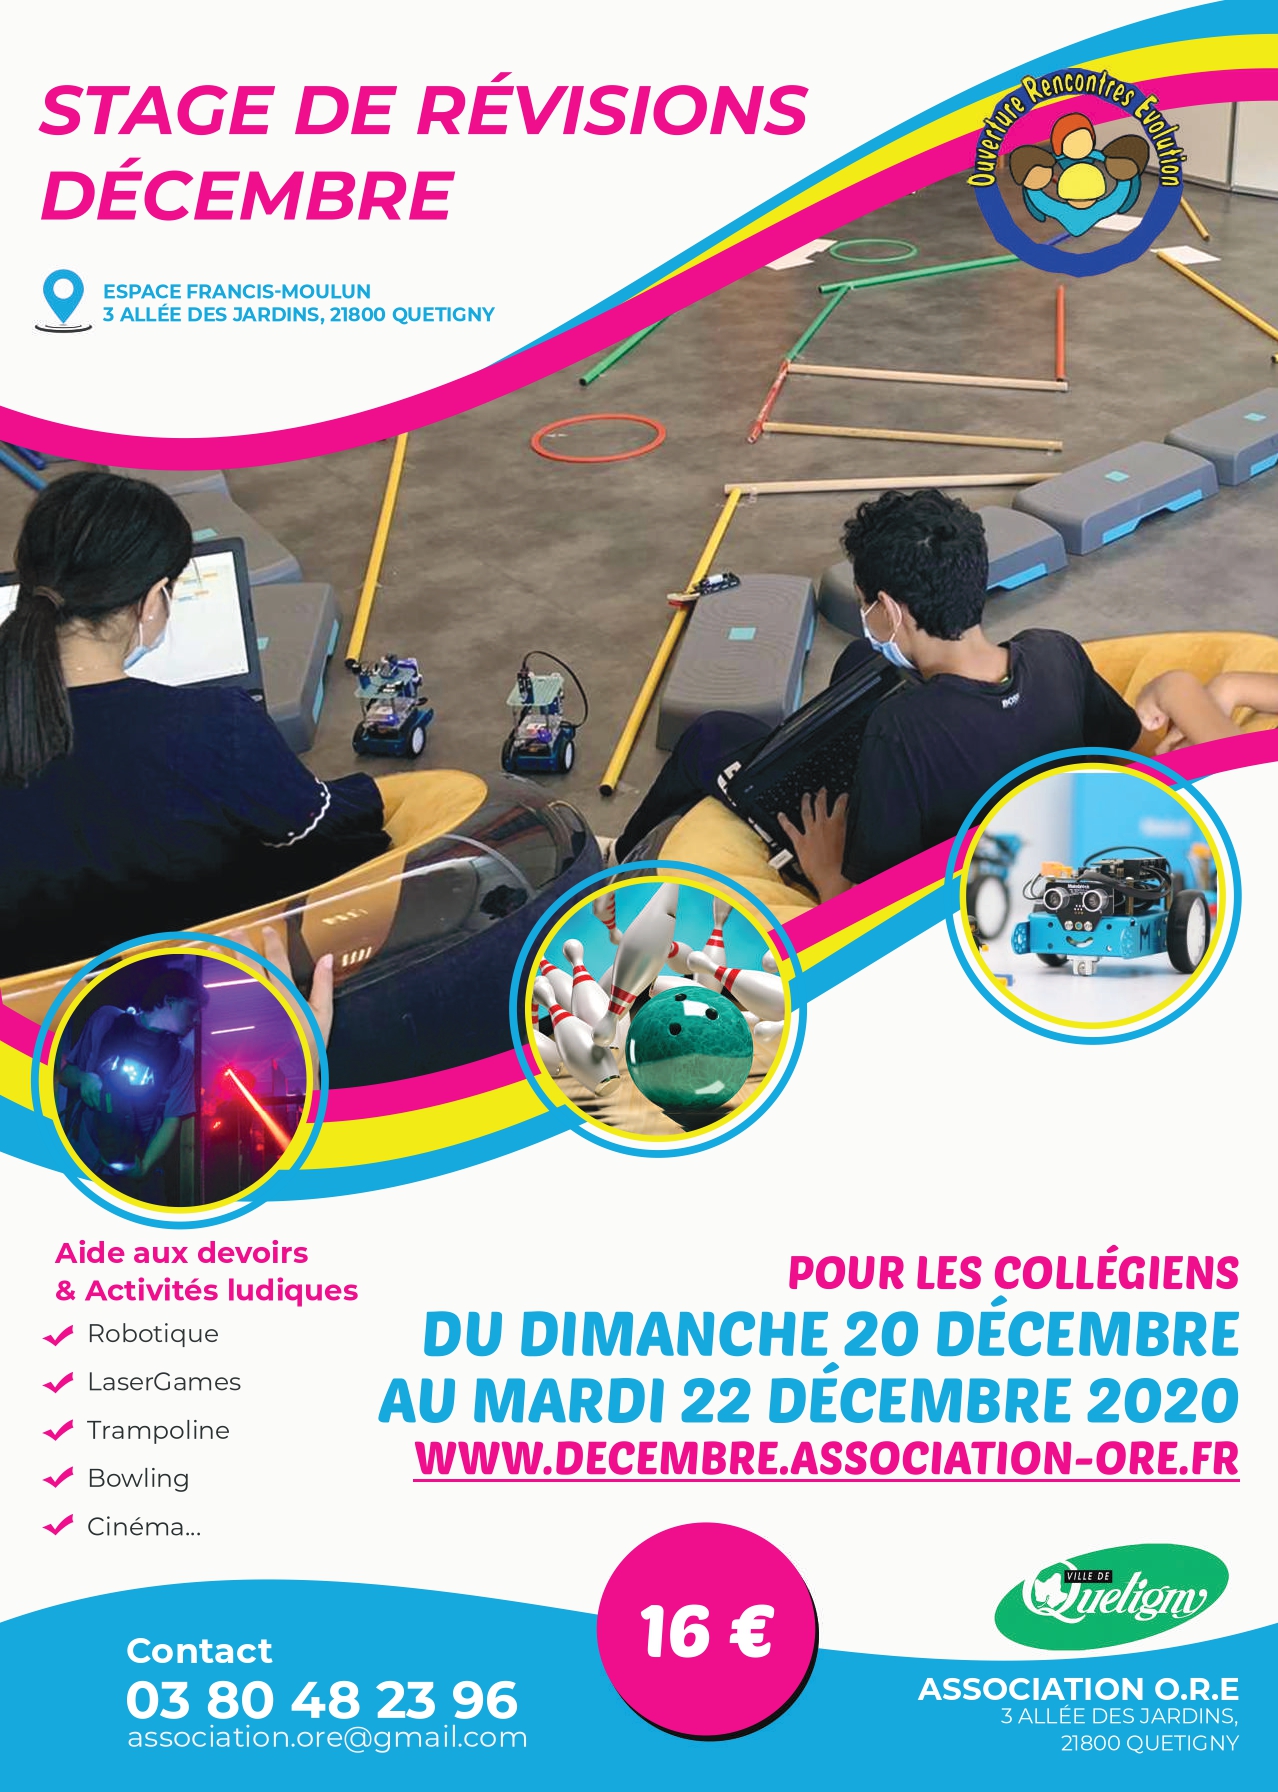 STAGE DE RÉVISIONS
DÉCEMBRE
Ouverture Rencontres Evolution
ESPACE FRANCIS-MOULUN
3 ALLÉE DES JARDINS, 21800 QUETIGNY
BOSS
Aide aux devoirs
& Activités ludiques
Robotique
LaserGames
Trampoline
Bowling
Cinéma...
POUR LES COLLÉGIENS
DU DIMANCHE 20 DÉCEMBRE
AU MARDI 22 DÉCEMBRE 2020
WWW.DECEMBRE.ASSOCIATION-ORE.FR
16 €
VILLE DE
Quetigny
Contact
03 80 48 23 96
association.ore@gmail.com
ASSOCIATION O.R.E
3 ALLÉE DES JARDINS,
21800 QUETIGNY